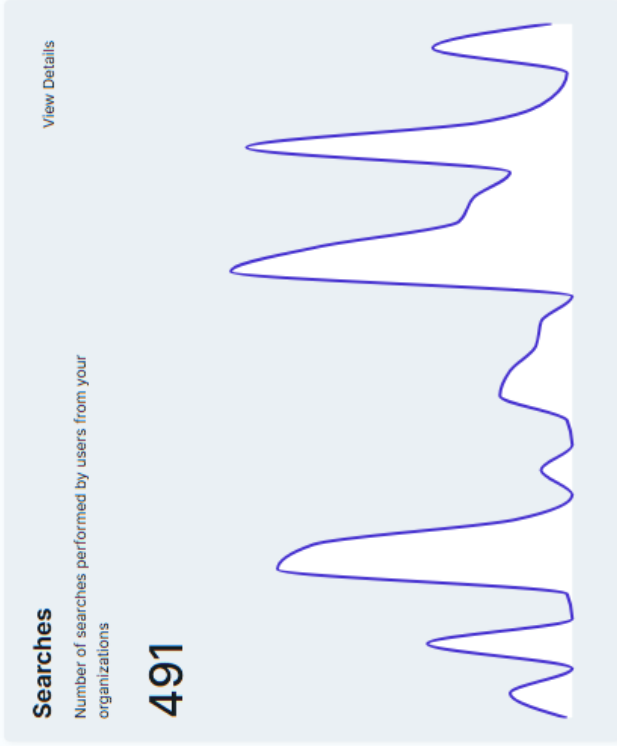 Searches
View Details
Number of searches performed by users from your
organizations
491